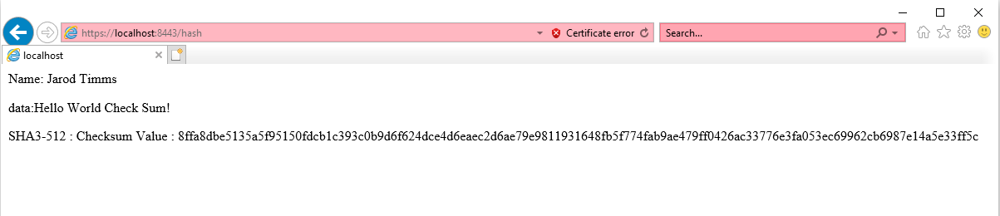 https://localhost:8443/hash
Certificate error
Search...
localhost
Name: Jarod Timms
data:Hello World Check Sum!
SHA3-512 : Checksum Value : 8ffa8dbe5135a5f95150fdcb1c393c0b9d6f624dce4d6eaec2d6ae79e9811931648fb5f774fab9ae479ff0426ac33776e3fa053ec69962cb6987e14a5e33ff5c